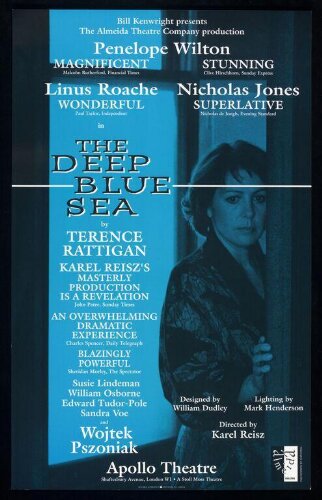 Bill Kenwright presents
The Almeida Theatre Company production
Penelope Wilton
MAGNIFICENT
Malcolm Rutherford, Financial Times
STUNNING
Clive Hirschhorn, Sunday Express
Linus Roache
WONDERFUL
Paul Taylor, Independent
Nicholas Jones
SUPERLATIVE
Nicholas de Jongh, Evening Standard
in
THE
DEEP
BLUE
SEA
by
TERENCE
RATTIGAN
KAREL REISZ'S
MASTERLY
PRODUCTION
IS A REVELATION
John Peter, Sunday Times
AN OVERWHELMING
DRAMATIC
EXPERIENCE
Charles Spencer, Daily Telegraph
BLAZINGLY
POWERFUL
Sheridan Morley, The Spectator
Susie Lindeman
William Osborne
Edward Tudor-Pole
Sandra Voe
and
Wojtek
Pszoniak
Designed by
William Dudley
Lighting by
Mark Henderson
Directed by
Karel Reisz
Apollo Theatre
Shaftesbury Avenue, London W1 • A Stoll Moss Theatre